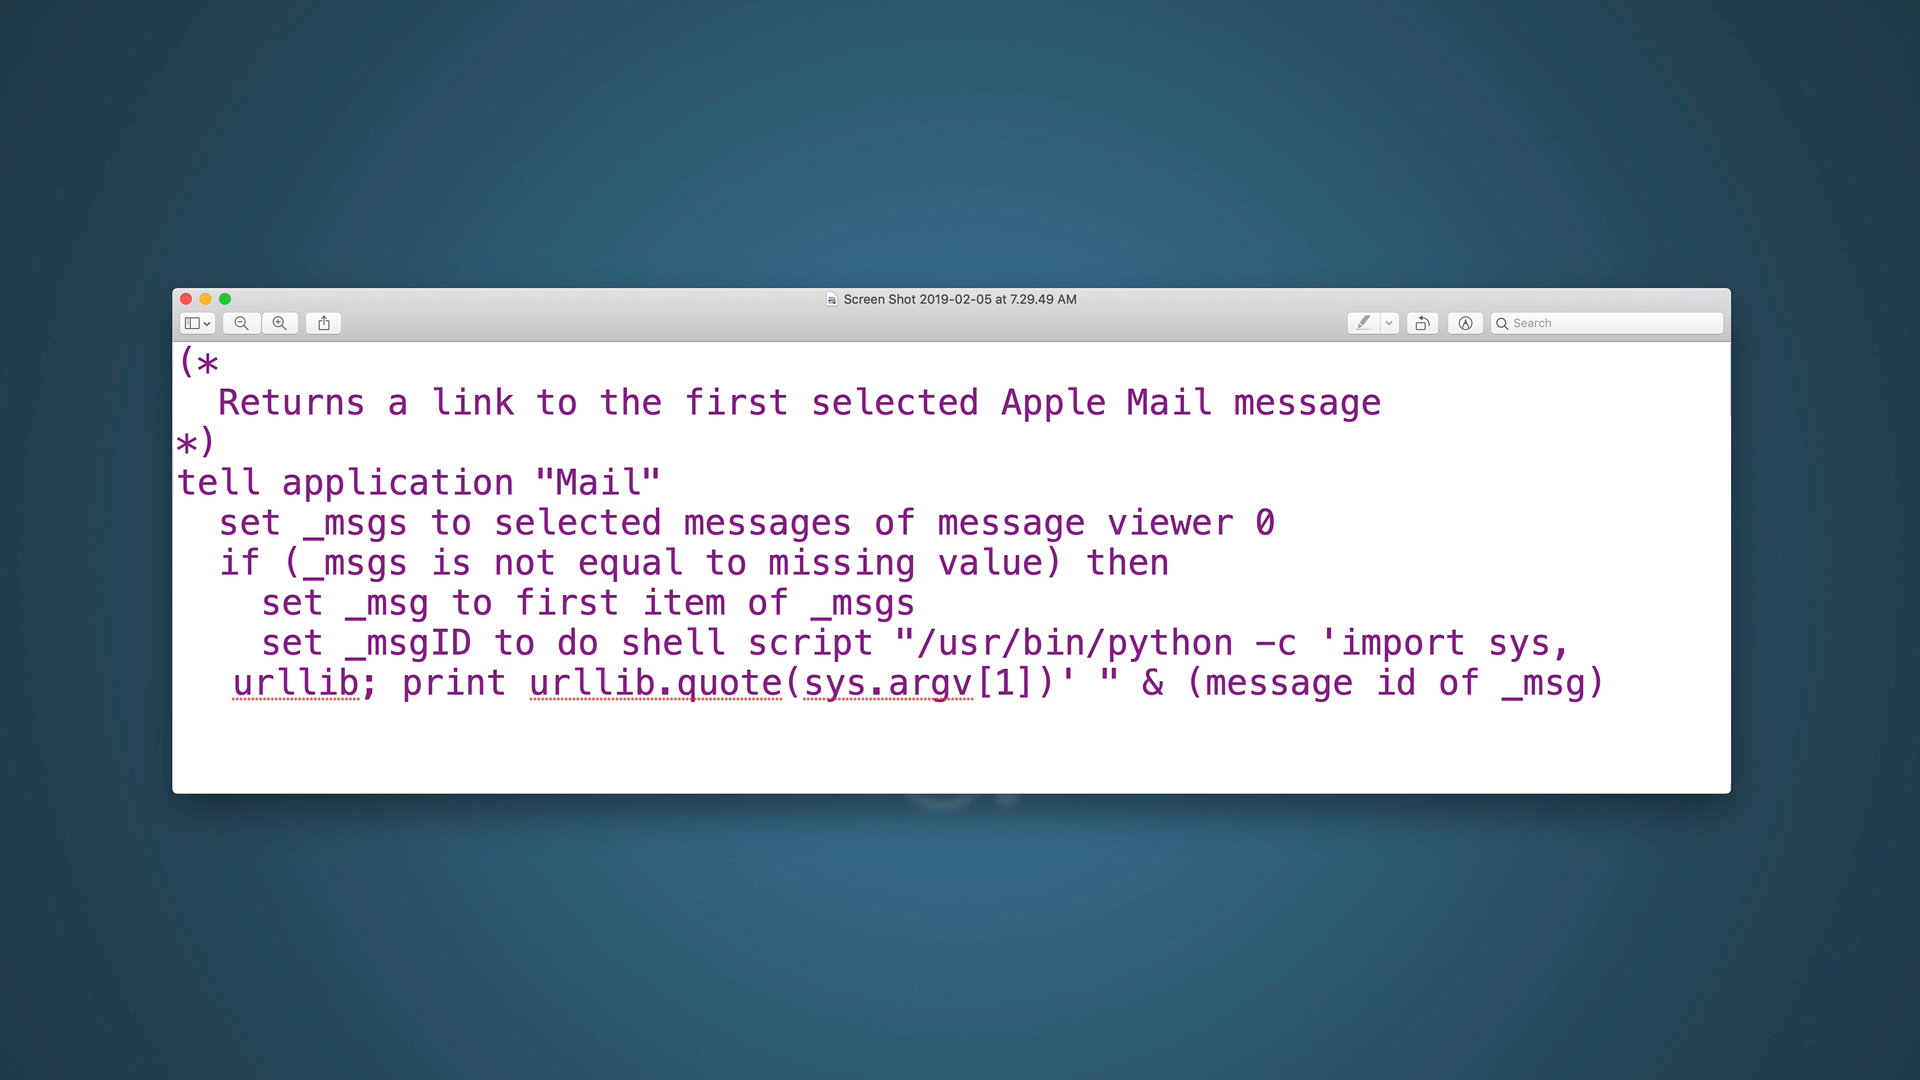 Screen Shot 2019-02-05 at 7.29.49 AM
Search
(*
Returns a link to the first selected Apple Mail message
*)
tell application "Mail"
set _msgs to selected messages of message viewer 0
if (_msgs is not equal to missing value) then
set _msg to first item of _msgs
set _msgID to do shell script "/usr/bin/python -c 'import sys,
urllib; print urllib.quote(sys.argv[1])' " & (message id of _msg)